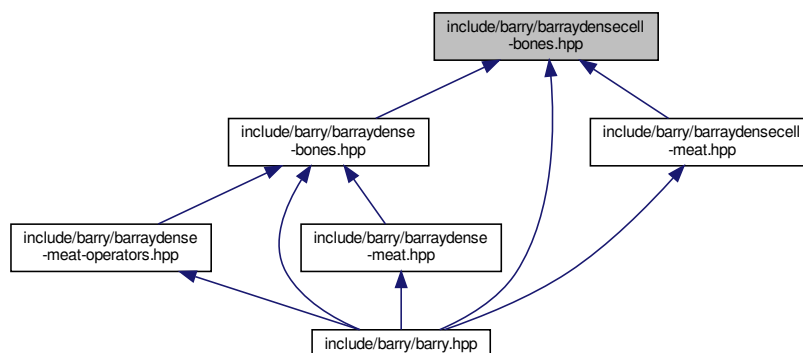 include/barry/barraydensecell
-bones.hpp
include/barry/barraydense
-bones.hpp
include/barry/barraydensecell
-meat.hpp
include/barry/barraydense
-meat-operators.hpp
include/barry/barraydense
-meat.hpp
include/barry/barry.hpp